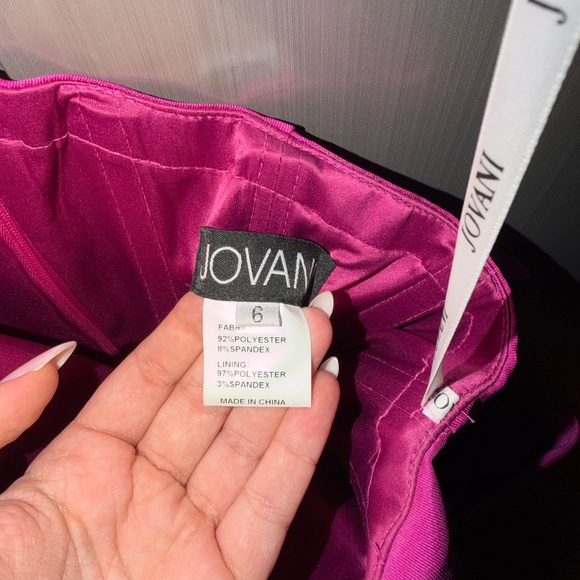 JOVANI
JOVANI
6
FABRIC
92%POLYESTER
8%SPANDEX
LINING:
97%POLYESTER
3%SPANDEX
MADE IN CHINA